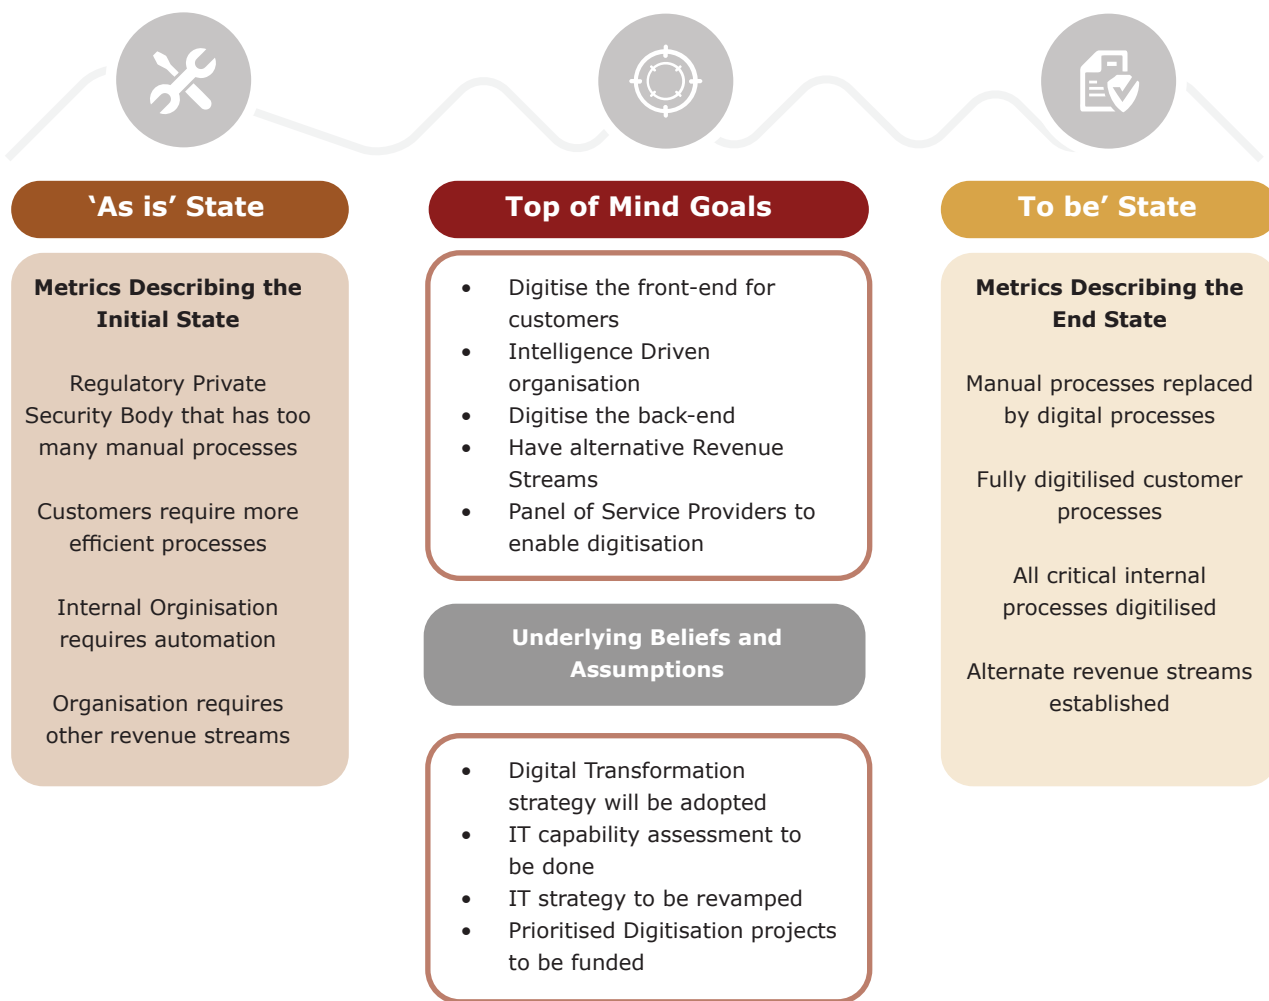 ‘As is’ State
Metrics Describing the
Initial State
Regulatory Private
Security Body that has too
many manual processes
Customers require more
efficient processes
Internal Orginisation
requires automation
Organisation requires
other revenue streams
Top of Mind Goals
• Digitise the front-end for
customers
• Intelligence Driven
organisation
• Digitise the back-end
• Have alternative Revenue
Streams
• Panel of Service Providers to
enable digitisation
Underlying Beliefs and
Assumptions
• Digital Transformation
strategy will be adopted
• IT capability assessment to
be done
• IT strategy to be revamped
• Prioritised Digitisation projects
to be funded
To be’ State
Metrics Describing the
End State
Manual processes replaced
by digital processes
Fully digitilised customer
processes
All critical internal
processes digitilised
Alternate revenue streams
established